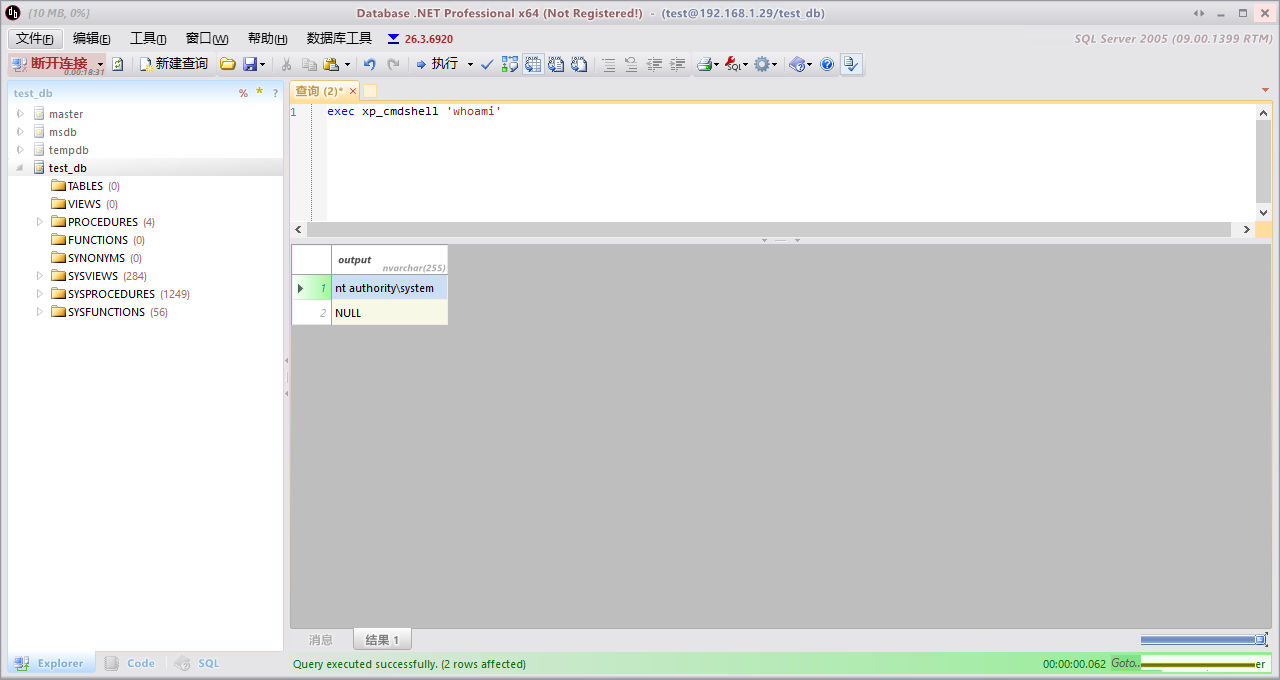 {10 MB, 0%}
Database .NET Professional x64 (Not Registered!) - (test@192.168.1.29/test_db)
文件(F) 编辑(E) 工具(T) 窗口(W) 帮助(H) 数据库工具 26.3.6920
SQL Server 2005 (09.00.1399 RTM)
断开连接 新建查询 执行 SQL
0.00:18:31
test_db % * ?
查询 (2)* ×
master
msdb
tempdb
test_db
TABLES (0)
VIEWS (0)
PROCEDURES (4)
FUNCTIONS (0)
SYNONYMS (0)
SYSVIEWS (284)
SYSPROCEDURES (1249)
SYSFUNCTIONS (56)
1 exec xp_cmdshell 'whoami'
output
nvarchar(255)
1 nt authority\system
2 NULL
消息 结果 1
Explorer Code SQL
Query executed successfully. (2 rows affected)
00:00:00.062 Goto... er